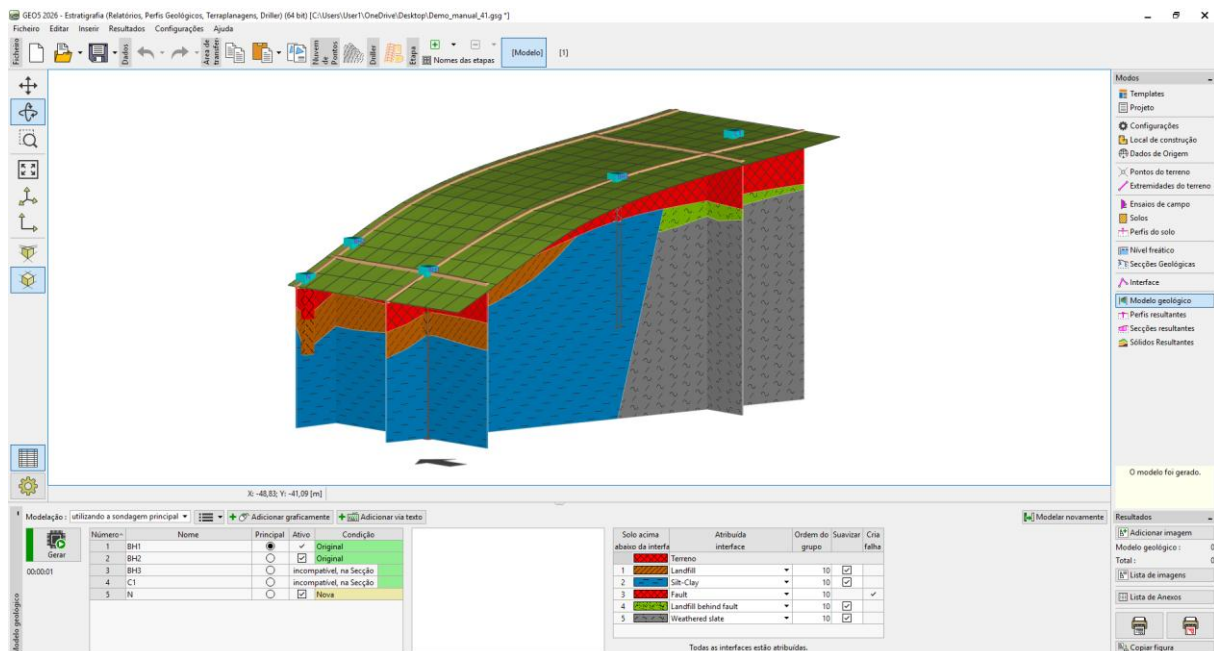 GEO5 2026 - Estratigrafia (Relatórios, Perfis Geológicos, Terraplanagens, Driller) (64 bit) [C:\Users\User1\OneDrive\Desktop\Demo_manual_41.gsg *]
Ficheiro Editar Inserir Resultados Configurações Ajuda
Ficheiro
Dados
Área de transfer
Nuvem de Pontos
Driller
Etapa
Nomes das etapas
[Modelo] [1]
Modos
Templates
Projeto
Configurações
Local de construção
Dados de Origem
Pontos do terreno
Extremidades do terreno
Ensaios de campo
Solos
Perfis do solo
Nível freático
Secções Geológicas
Interface
Modelo geológico
Perfis resultantes
Secções resultantes
Sólidos Resultantes
O modelo foi gerado.
X: -48,83; Y: -41,09 [m]
Modelo geológico
Modelação : utilizando a sondagem principal Adicionar graficamente Adicionar via texto
Gerar
00:00:01
Número Nome Principal Ativo Condição
1 BH1 Original
2 BH2 Original
3 BH3 incompatível, na Secção
4 C1 incompatível, na Secção
5 N Nova
Modelar novamente
Solo acima Atribuída Ordem do Suavizar Cria
abaixo da interfa interface grupo falha
Terreno
1 Landfill 10
2 Silt-Clay 10
3 Fault 10
4 Landfill behind fault 10
5 Weathered slate 10
Todas as interfaces estão atribuídas.
Resultados
Adicionar imagem
Modelo geológico : 0
Total : 0
Lista de imagens
Lista de Anexos
Copiar figura